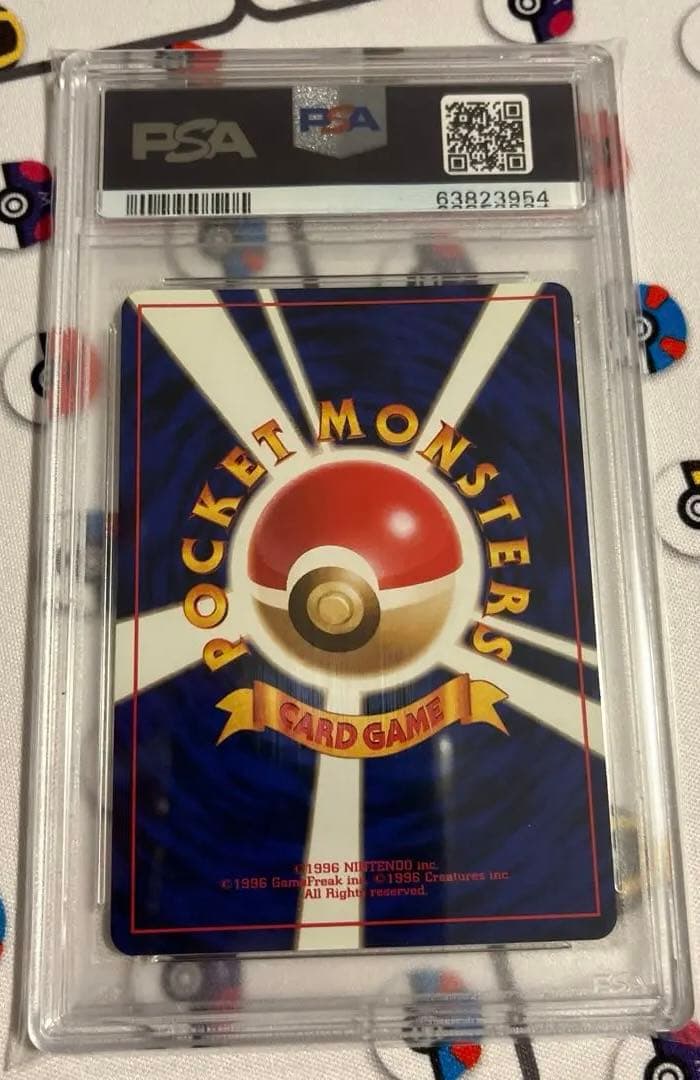 PSA PSA
63823954
POCKET MONSTERS
CARD GAME
©1996 NINTENDO inc.
©1996 GameFreak inc. ©1996 Creatures inc.
All Rights reserved.
PSA